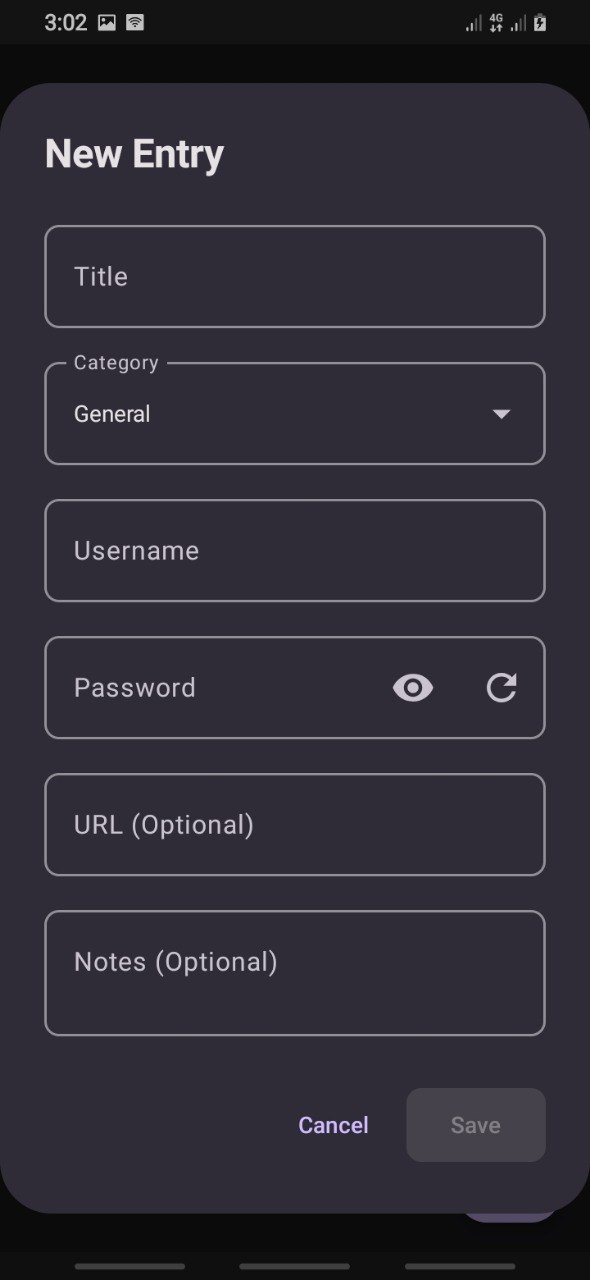 3:02
4G
New Entry
Title
Category
General
Username
Password
URL (Optional)
Notes (Optional)
Cancel
Save